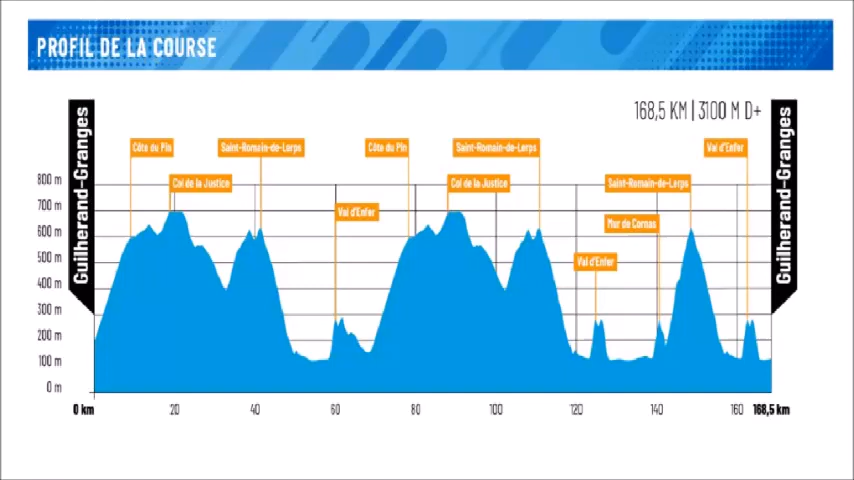 PROFIL DE LA COURSE
168,5 KM | 3100 M D+
Guilherand-Granges
Côte du Pin
Saint-Romain-de-Lerps
Côte du Pin
Saint-Romain-de-Lerps
Val d'Enfer
Col de la Justice
Col de la Justice
Saint-Romain-de-Lerps
Val d'Enfer
Mur de Cornas
Val d'Enfer
Guilherand-Granges
800 m
700 m
600 m
500 m
400 m
300 m
200 m
100 m
0 m
0 km 20 40 60 80 100 120 140 160 168,5 km